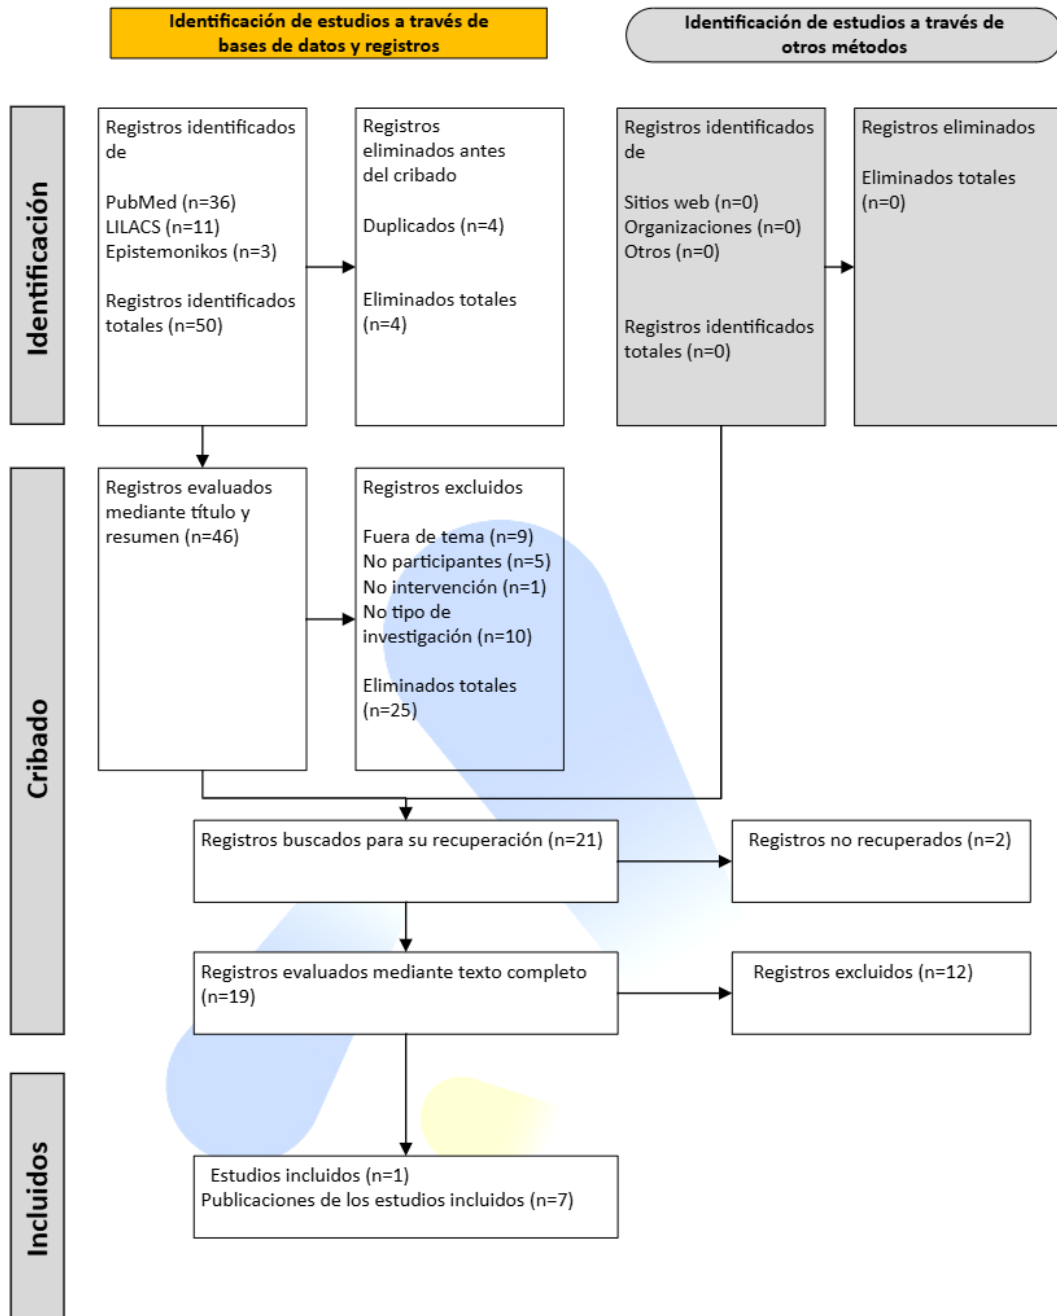 Identificación de estudios a través de
bases de datos y registros
Identificación de estudios a través de
otros métodos
Identificación
Registros identificados
de
PubMed (n=36)
LILACS (n=11)
Epistemonikos (n=3)
Registros identificados
totales (n=50)
Registros
eliminados antes
del cribado
Duplicados (n=4)
Eliminados totales
(n=4)
Registros identificados
de
Sitios web (n=0)
Organizaciones (n=0)
Otros (n=0)
Registros identificados
totales (n=0)
Registros eliminados
Eliminados totales
(n=0)
Cribado
Registros evaluados
mediante título y
resumen (n=46)
Registros excluidos
Fuera de tema (n=9)
No participantes (n=5)
No intervención (n=1)
No tipo de
investigación (n=10)
Eliminados totales
(n=25)
Registros buscados para su recuperación (n=21)
Registros no recuperados (n=2)
Registros evaluados mediante texto completo
(n=19)
Registros excluidos (n=12)
Incluidos
Estudios incluidos (n=1)
Publicaciones de los estudios incluidos (n=7)